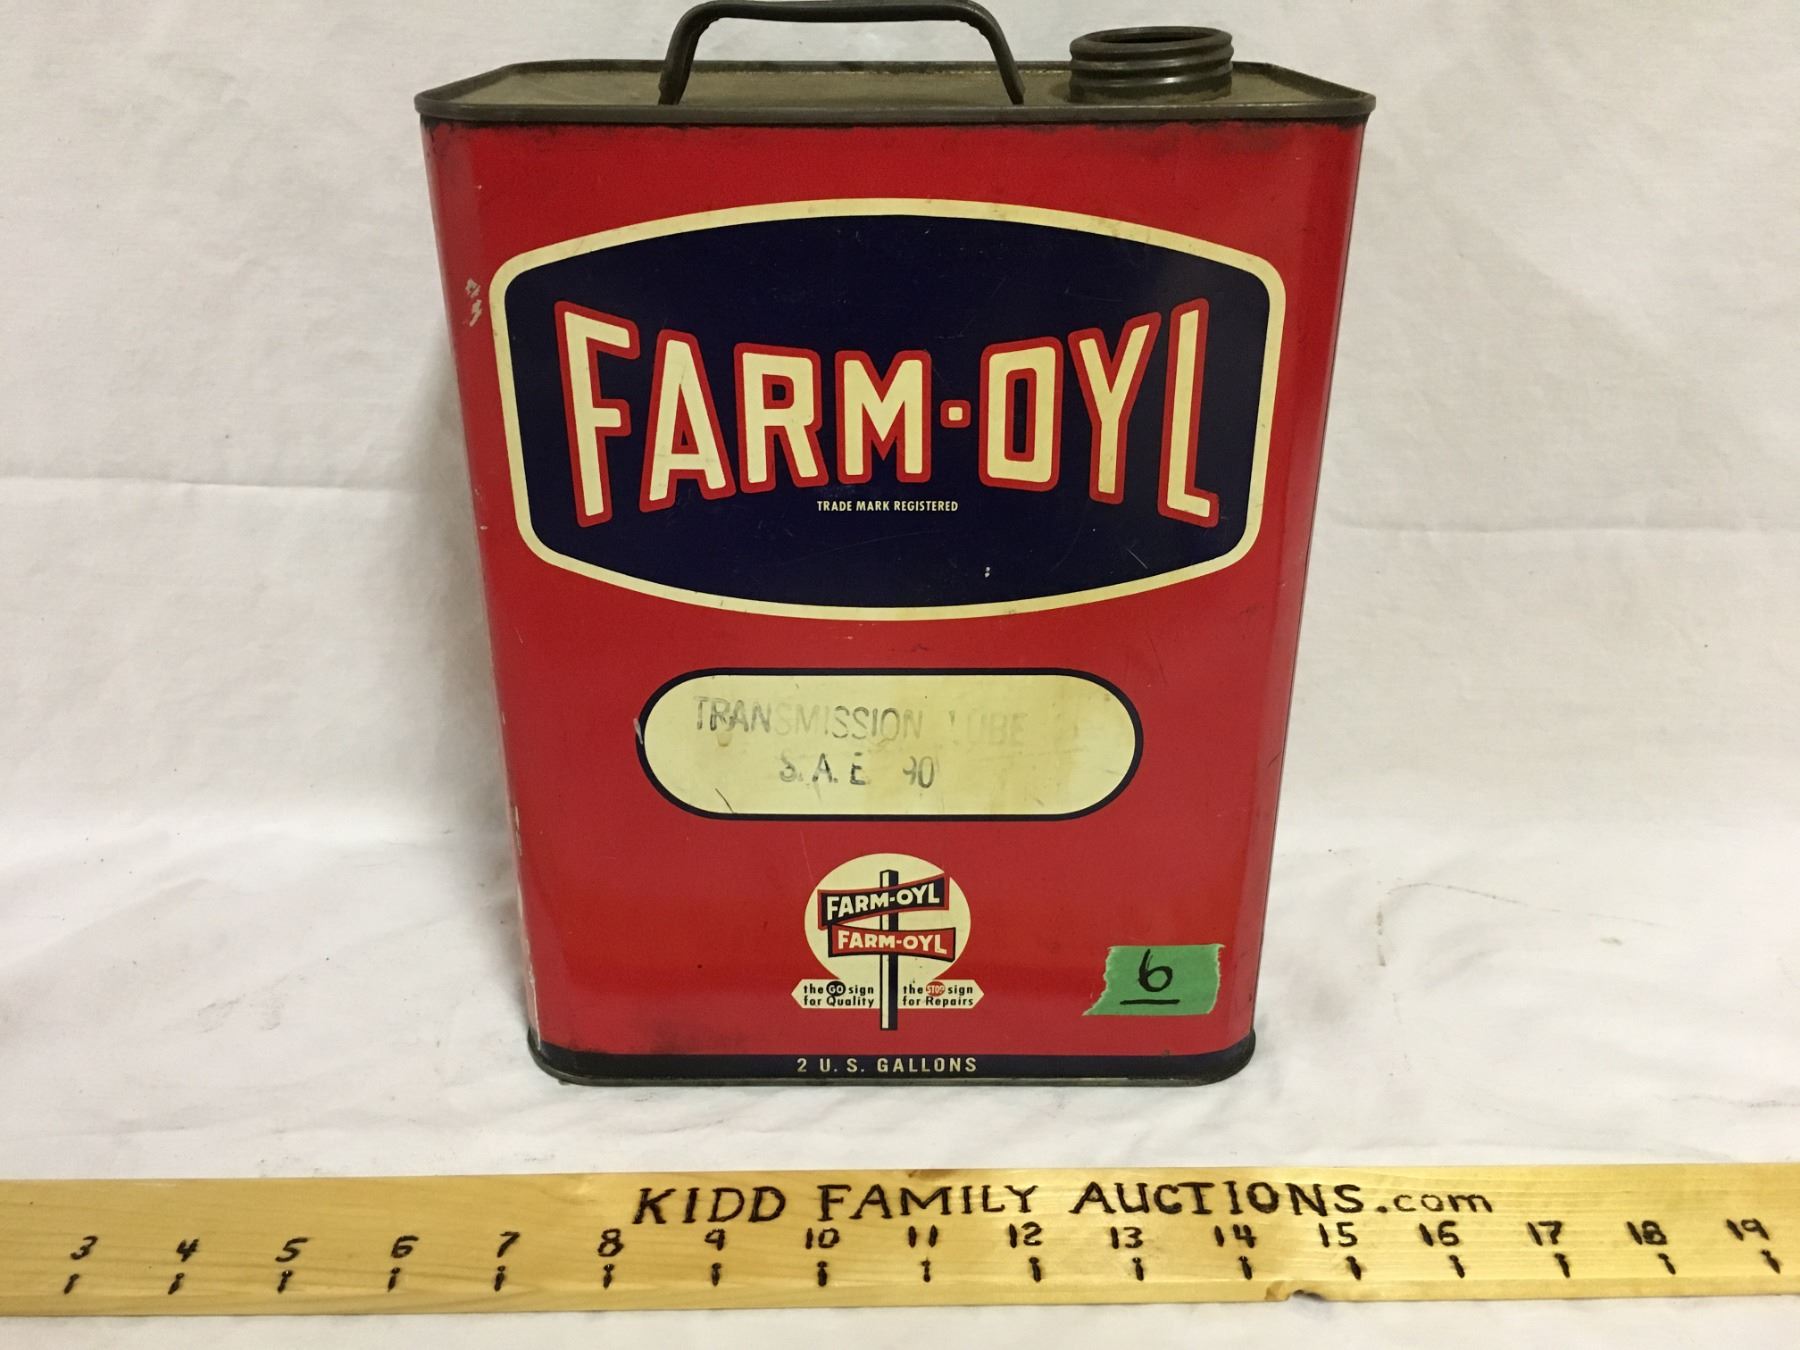 FARM-OYL
TRADE MARK REGISTERED
TRANSMISSION LUBE
S.A.E. 90
FARM-OYL
FARM-OYL
the GO sign for Quality
the STOP sign for Repairs
6
2 U.S. GALLONS
KIDD FAMILY AUCTIONS.com
3 4 5 6 7 8 9 10 11 12 13 14 15 16 17 18 19